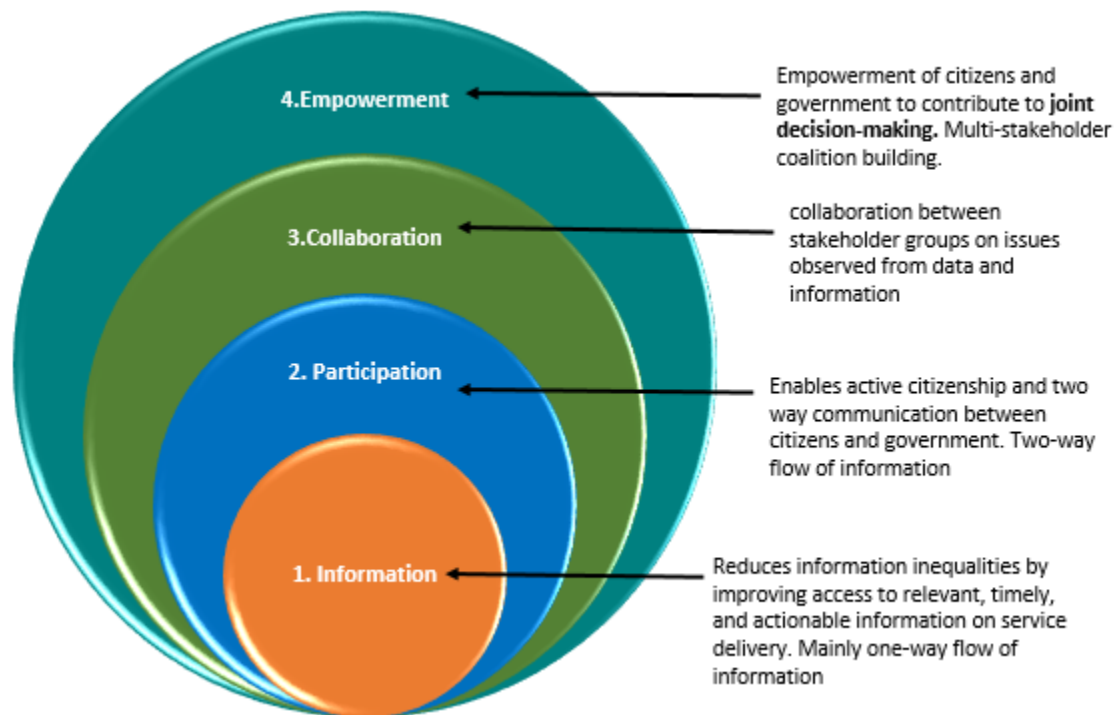 4.Empowerment
Empowerment of citizens and
government to contribute to joint
decision-making. Multi-stakeholder
coalition building.
3.Collaboration
collaboration between
stakeholder groups on issues
observed from data and
information
2. Participation
Enables active citizenship and two
way communication between
citizens and government. Two-way
flow of information
1. Information
Reduces information inequalities by
improving access to relevant, timely,
and actionable information on service
delivery. Mainly one-way flow of
information